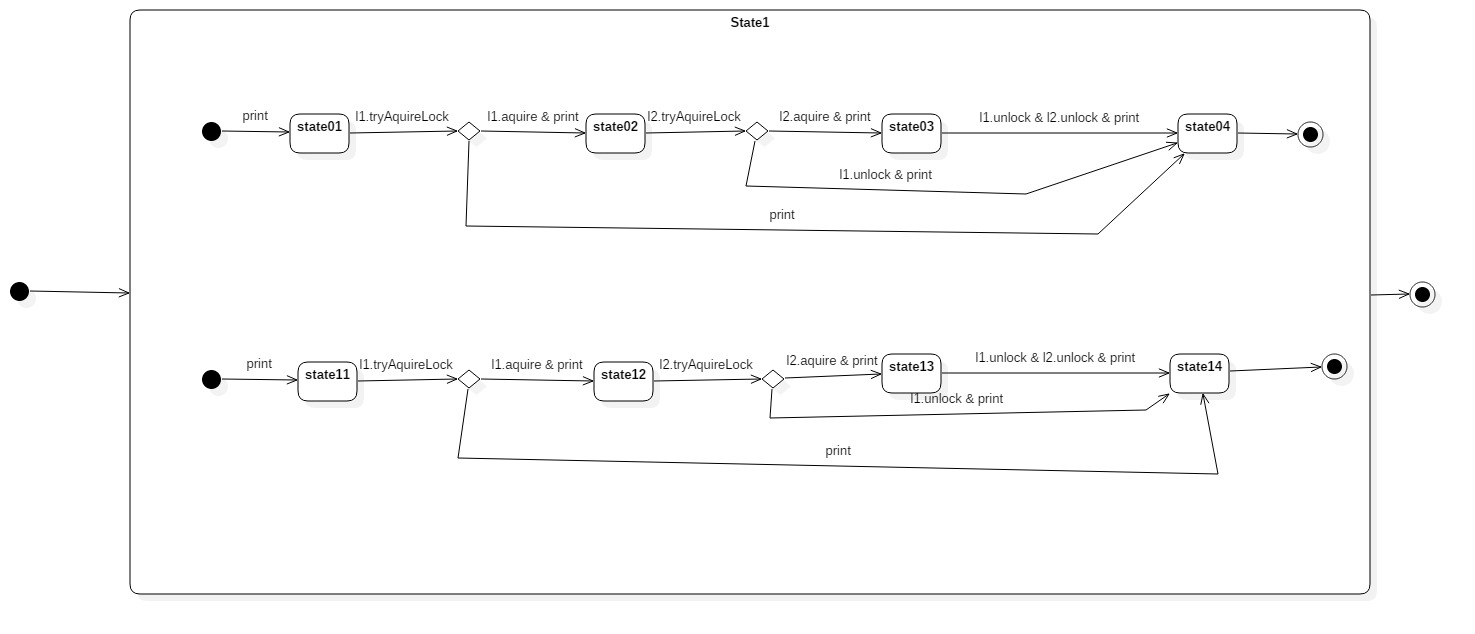 State1
print
state01
l1.tryAquireLock
l1.aquire & print
state02
l2.tryAquireLock
l2.aquire & print
state03
l1.unlock & l2.unlock & print
state04
l1.unlock & print
print
print
state11
l1.tryAquireLock
l1.aquire & print
state12
l2.tryAquireLock
l2.aquire & print
state13
l1.unlock & l2.unlock & print
state14
l1.unlock & print
print